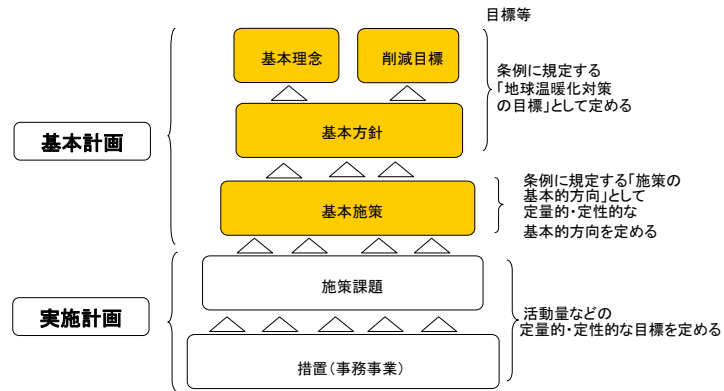 目標等
基本理念
削減目標
条例に規定する
「地球温暖化対策
の目標」として定める
基本計画
基本方針
条例に規定する「施策の
基本的方向」として
定量的・定性的な
基本的方向を定める
基本施策
施策課題
実施計画
活動量などの
定量的・定性的な目標を定める
措置(事務事業)